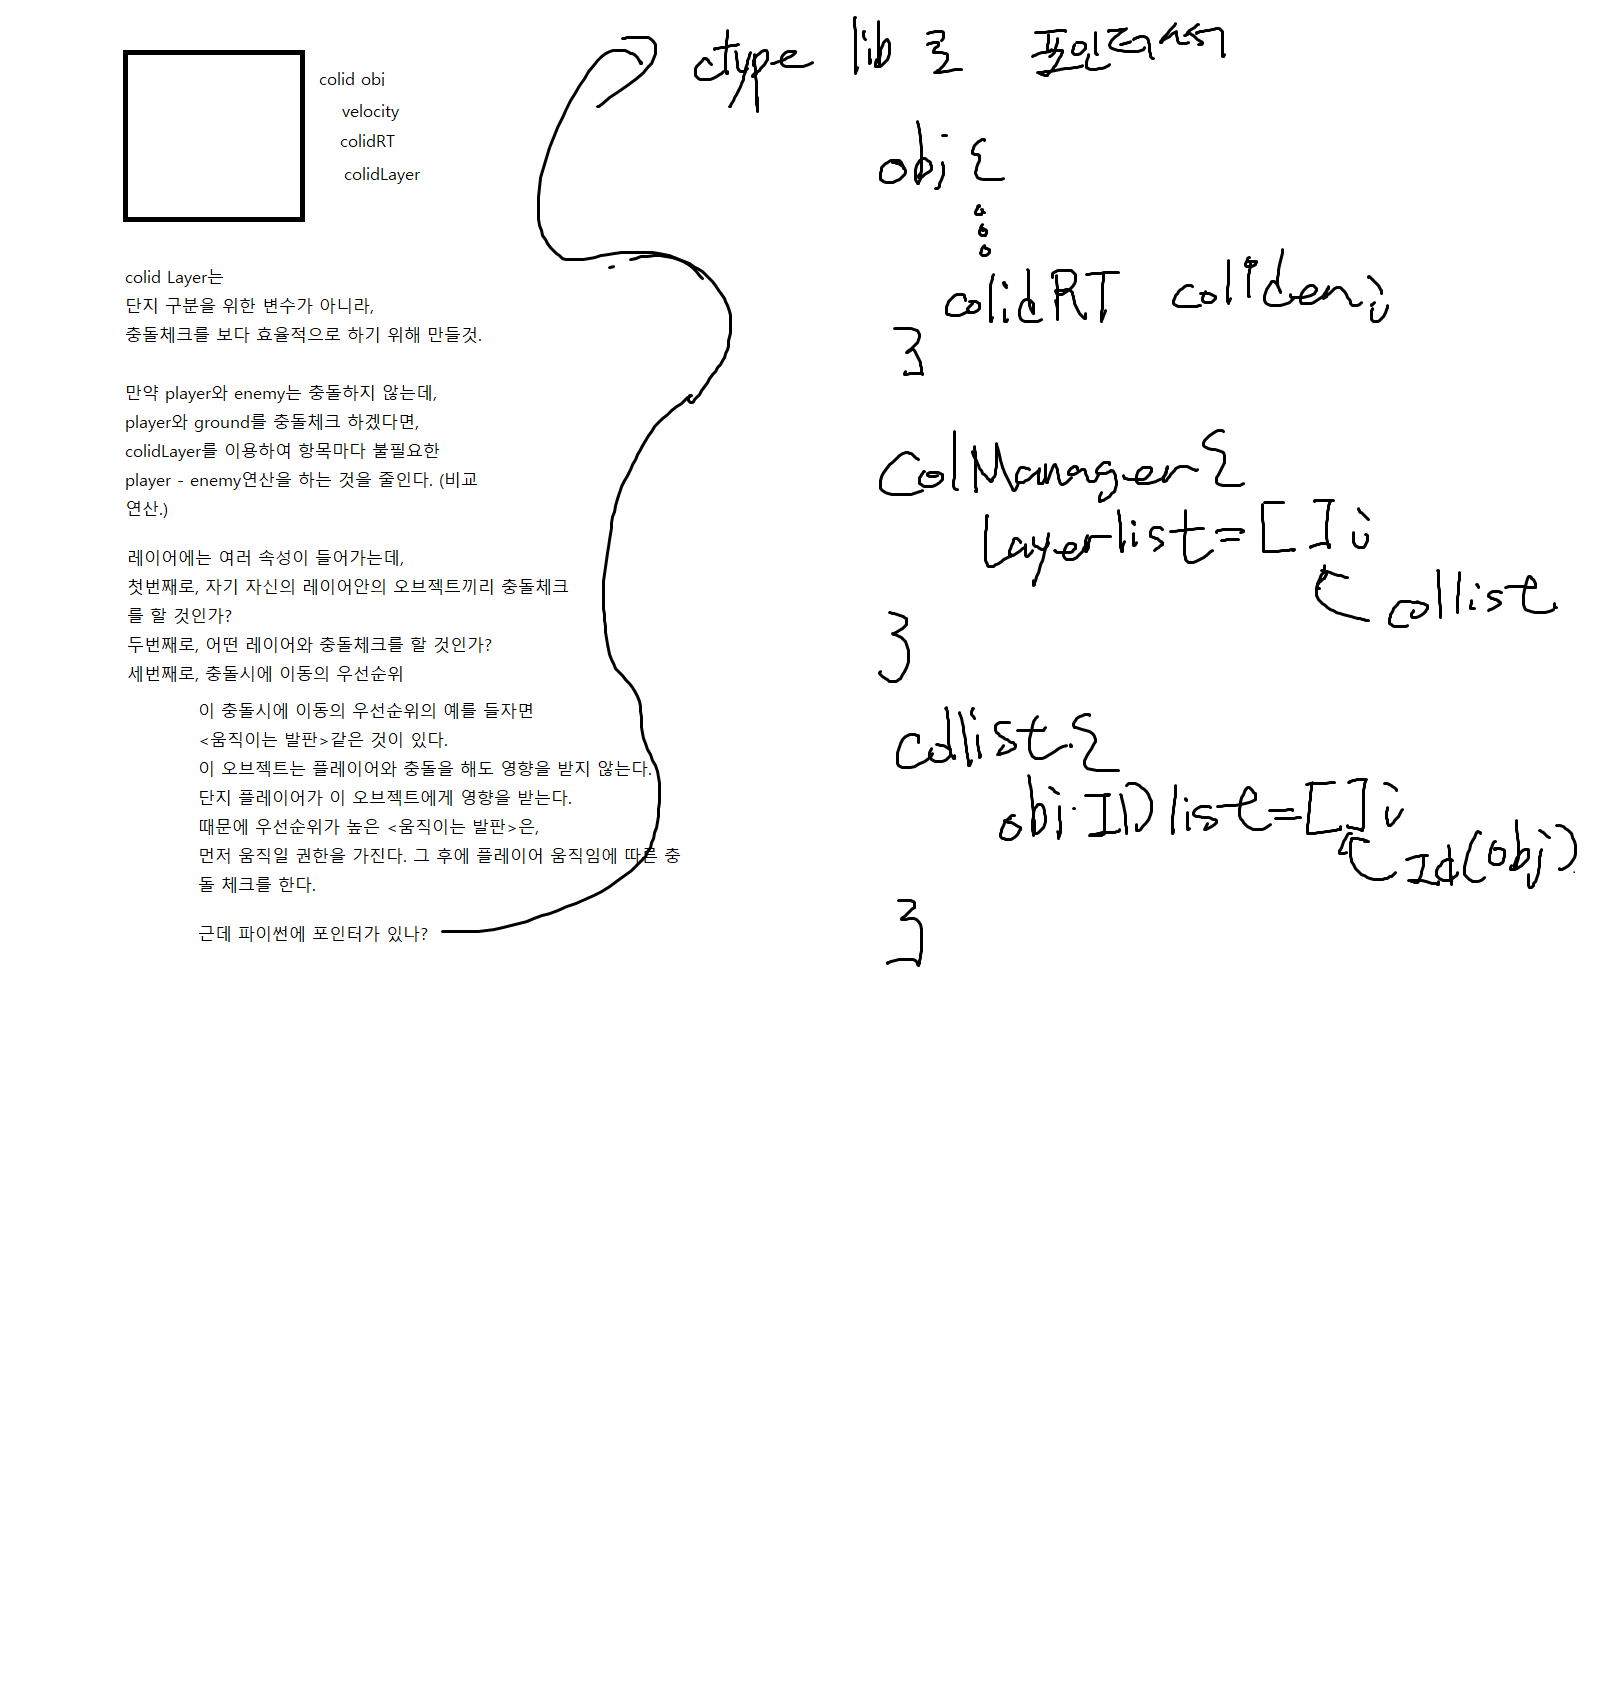 colid obj
velocity
colidRT
colidLayer
colid Layer는
단지 구분을 위한 변수가 아니라,
충돌체크를 보다 효율적으로 하기 위해 만들것.
만약 player와 enemy는 충돌하지 않는데,
player와 ground를 충돌체크 하겠다면,
colidLayer를 이용하여 항목마다 불필요한
player - enemy연산을 하는 것을 줄인다. (비교
연산.)
레이어에는 여러 속성이 들어가는데,
첫번째로, 자기 자신의 레이어안의 오브젝트끼리 충돌체크
를 할 것인가?
두번째로, 어떤 레이어와 충돌체크를 할 것인가?
세번째로, 충돌시에 이동의 우선순위
이 충돌시에 이동의 우선순위의 예를 들자면
<움직이는 발판>같은 것이 있다.
이 오브젝트는 플레이어와 충돌을 해도 영향을 받지 않는다.
단지 플레이어가 이 오브젝트에게 영향을 받는다.
때문에 우선순위가 높은 <움직이는 발판>은,
먼저 움직일 권한을 가진다. 그 후에 플레이어 움직임에 따른 충
돌 체크를 한다.
근데 파이썬에 포인터가 있나?
ctype lib로 포인터 쓰기
obj {
colidRT colider;
}
ColManager {
Layerlist = [];
collist
}
collist {
obj IDlist = [];
Id(obj)
}